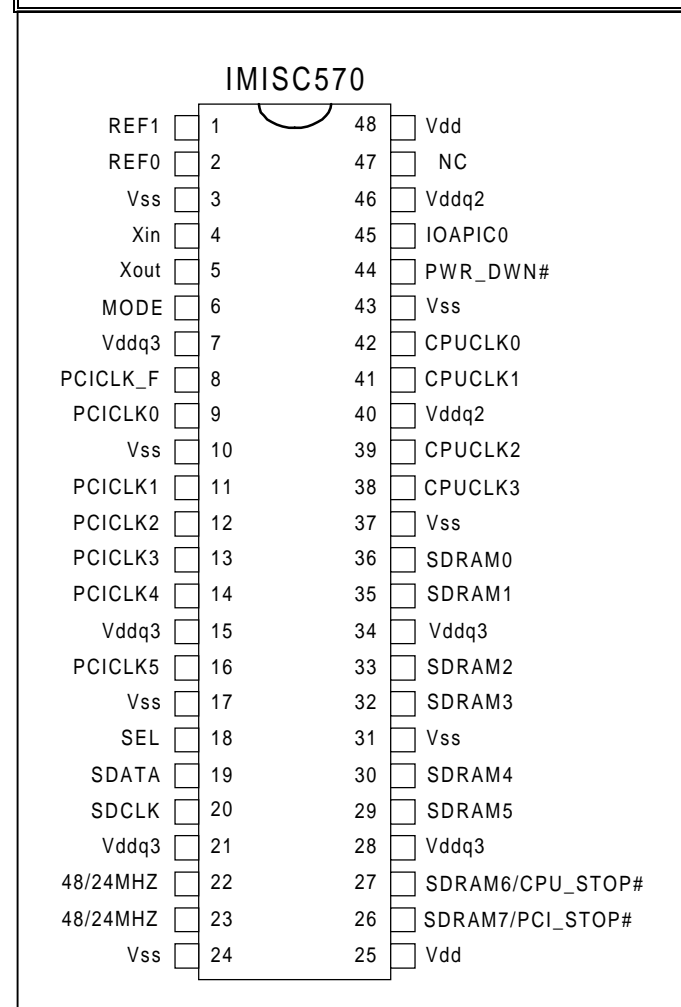 IMISC570
REF1 1 48 Vdd
REF0 2 47 NC
Vss 3 46 Vddq2
Xin 4 45 IOAPIC0
Xout 5 44 PWR_DWN#
MODE 6 43 Vss
Vddq3 7 42 CPUCLK0
PCICLK_F 8 41 CPUCLK1
PCICLK0 9 40 Vddq2
Vss 10 39 CPUCLK2
PCICLK1 11 38 CPUCLK3
PCICLK2 12 37 Vss
PCICLK3 13 36 SDRAM0
PCICLK4 14 35 SDRAM1
Vddq3 15 34 Vddq3
PCICLK5 16 33 SDRAM2
Vss 17 32 SDRAM3
SEL 18 31 Vss
SDATA 19 30 SDRAM4
SDCLK 20 29 SDRAM5
Vddq3 21 28 Vddq3
48/24MHZ 22 27 SDRAM6/CPU_STOP#
48/24MHZ 23 26 SDRAM7/PCI_STOP#
Vss 24 25 Vdd